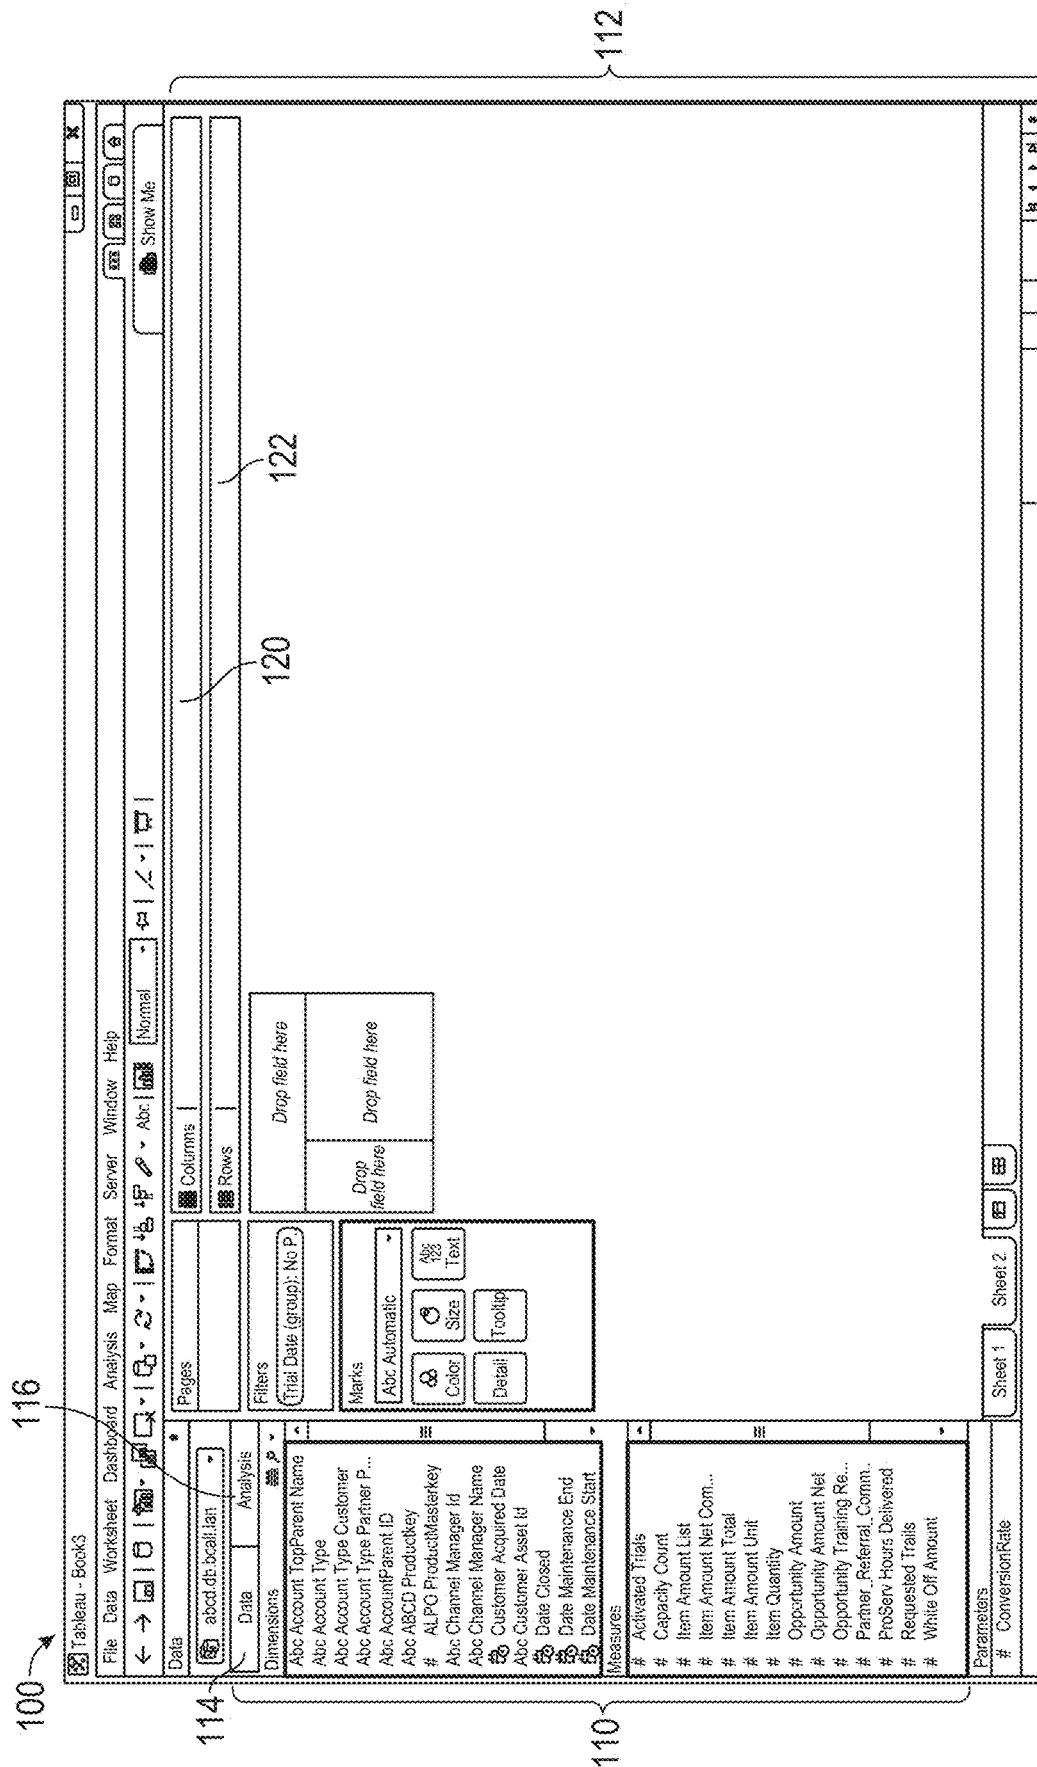 100
116
112
Tableau - Book3
File Data Worksheet Dashboard Analysis Map Format Server Window Help
Abc
Normal
Show Me
Data
abcd.db.bcait.lan
114
Data
Analysis
Dimensions
Abc Account TopParent Name
Abc Account Type
Abc Account Type Customer
Abc Account Type Partner P...
Abc AccountParent ID
Abc ABCD Productkey
# ALPO ProductMasterkey
Abc Channel Manager Id
Abc Channel Manager Name
Customer Acquired Date
Abc Customer Asset Id
Date Closed
Date Maintenance End
Date Maintenance Start
110
Measures
# Activated Trials
# Capacity Count
# Item Amount List
# Item Amount Net Com...
# Item Amount Total
# Item Amount Unit
# Item Quantity
# Opportunity Amount
# Opportunity Amount Net
# Opportunity Training Re...
# Partner_Referral_Comm..
# ProServ Hours Delivered
# Requested Trails
# White Off Amount
Parameters
# ConversionRate
Pages
Filters
Trial Date (group): No P.
Marks
Abc Automatic
Color
Size
Abc
123
Text
Detail
Tooltip
Columns
120
Rows
122
Drop field here
Drop
field here
Drop field here
Sheet 1
Sheet 2